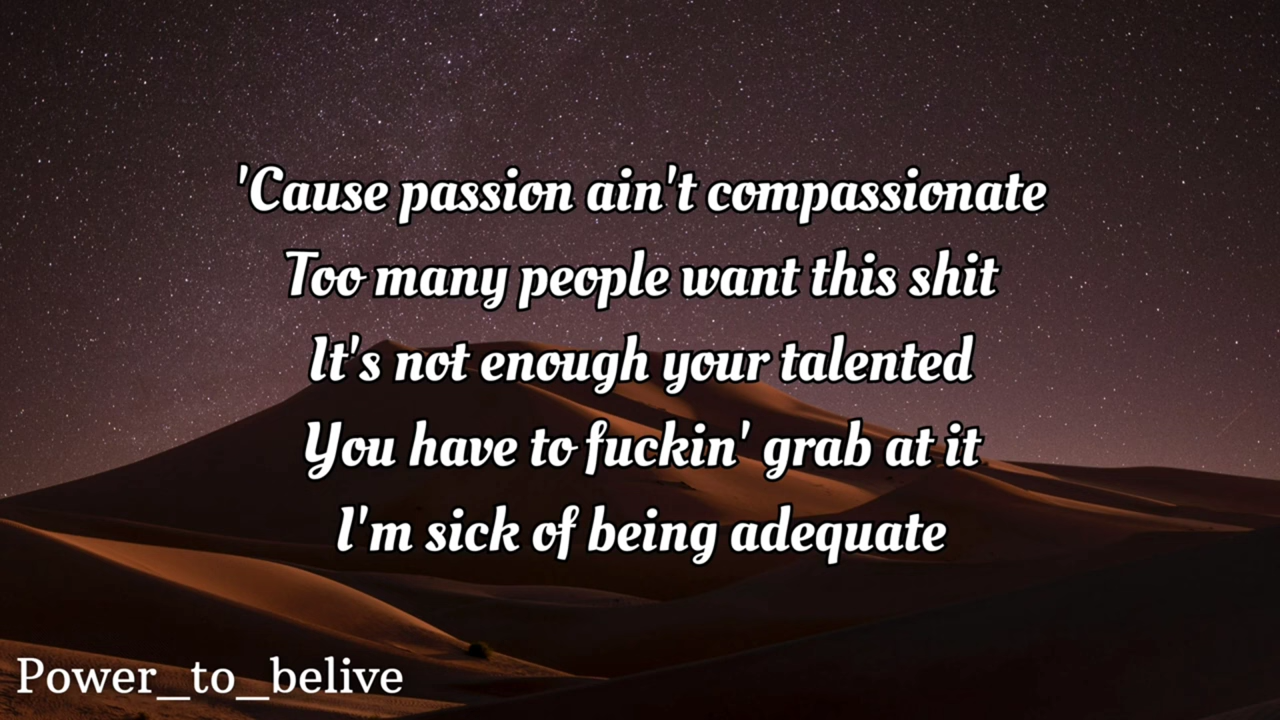 'Cause passion ain't compassionate
Too many people want this shit
It's not enough your talented
You have to fuckin' grab at it
I'm sick of being adequate
Power_to_belive